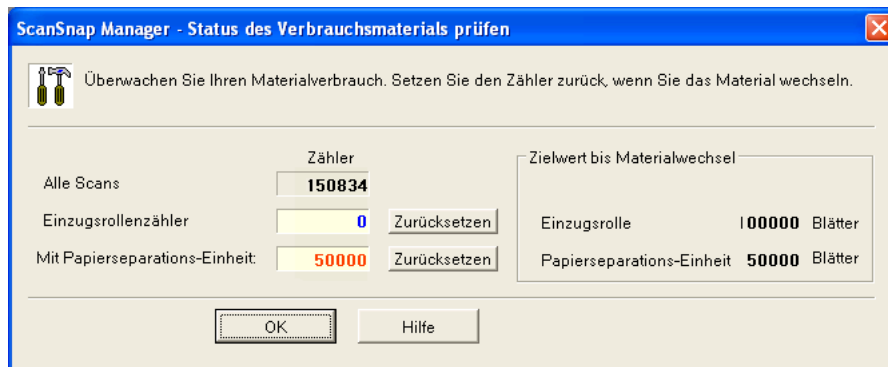 ScanSnap Manager - Status des Verbrauchsmaterials prüfen
Überwachen Sie Ihren Materialverbrauch. Setzen Sie den Zähler zurück, wenn Sie das Material wechseln.
Zähler
Alle Scans 150834
Einzugsrollenzähler 0 Zurücksetzen
Mit Papierseparations-Einheit: 50000 Zurücksetzen
Zielwert bis Materialwechsel
Einzugsrolle 100000 Blätter
Papierseparations-Einheit 50000 Blätter
OK Hilfe